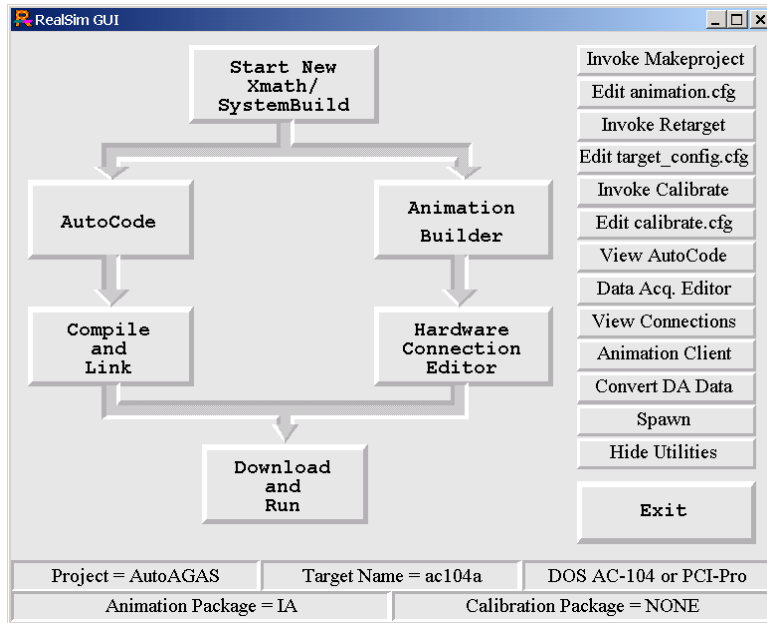 RealSim GUI
Start New
Xmath/
SystemBuild
AutoCode
Animation
Builder
Compile
and
Link
Hardware
Connection
Editor
Download
and
Run
Invoke Makeproject
Edit animation.cfg
Invoke Retarget
Edit target_config.cfg
Invoke Calibrate
Edit calibrate.cfg
View AutoCode
Data Acq. Editor
View Connections
Animation Client
Convert DA Data
Spawn
Hide Utilities
Exit
Project = AutoAGAS
Target Name = ac104a
DOS AC-104 or PCI-Pro
Animation Package = IA
Calibration Package = NONE